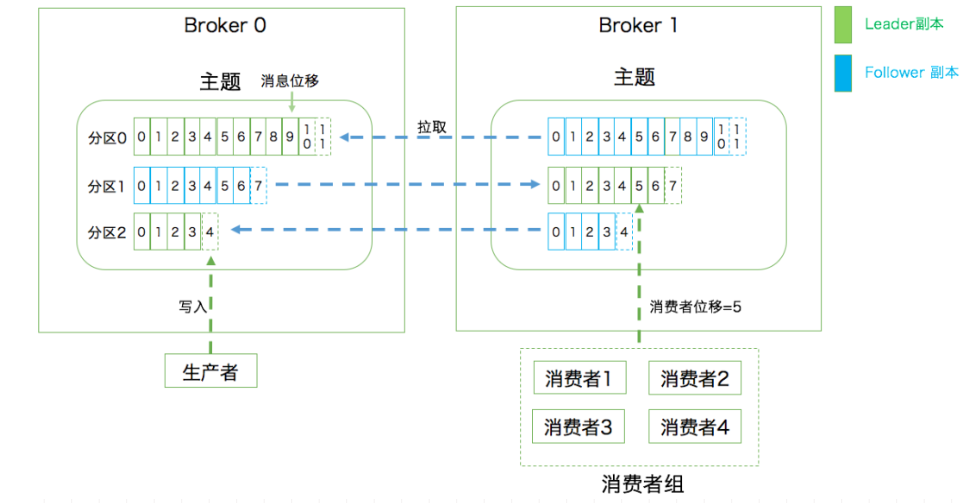 Broker 0
Broker 1
Leader副本
Follower 副本
主题
消息位移
主题
分区0 0 1 2 3 4 5 6 7 8 9 10 11
拉取
0 1 2 3 4 5 6 7 8 9 10 11
分区1 0 1 2 3 4 5 6 7
0 1 2 3 4 5 6 7
分区2 0 1 2 3 4
0 1 2 3 4
写入
消费者位移=5
生产者
消费者1
消费者2
消费者3
消费者4
消费者组